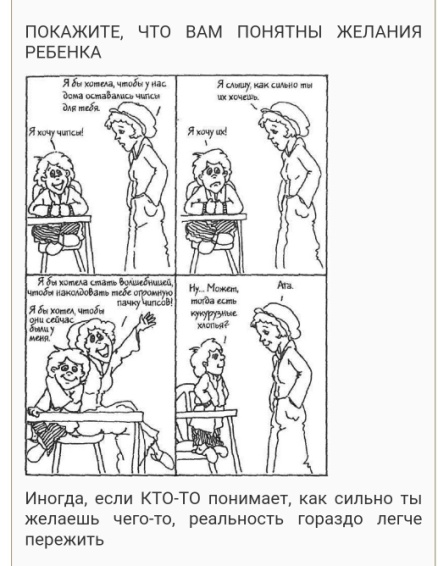 ПОКАЖИТЕ, ЧТО ВАМ ПОНЯТНЫ ЖЕЛАНИЯ
РЕБЕНКА
Я бы хотела, чтобы у нас
дома оставались чипсы
для тебя.
Я хочу чипсы!
Я слышу, как сильно ты
их хочешь.
Я хочу их!
Я бы хотела стать волшебницей,
чтобы наколдовать тебе огромную
пачку чипсов!
Я бы хотел, чтобы
они сейчас
были у
меня.
Ну... Может,
тогда есть
кукурузные
хлопья?
Ага.
Иногда, если КТО-ТО понимает, как сильно ты
желаешь чего-то, реальность гораздо легче
пережить